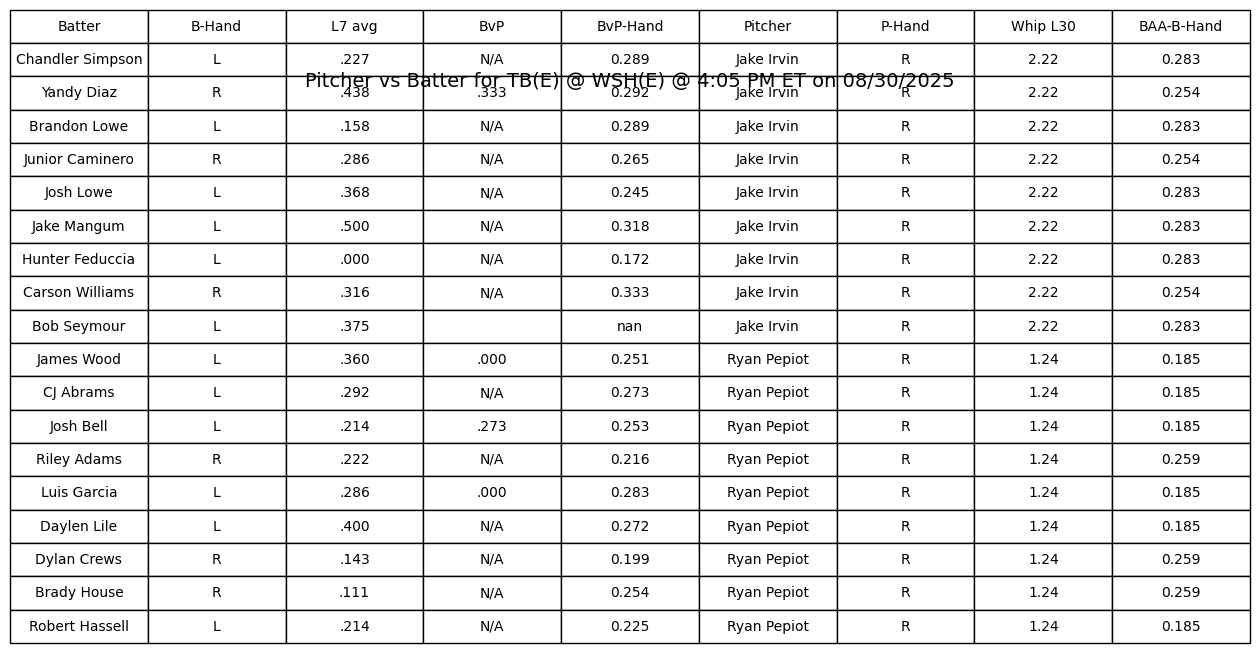 Batter B-Hand L7 avg BvP BvP-Hand Pitcher P-Hand Whip L30 BAA-B-Hand
Chandler Simpson L .227 N/A 0.289 Jake Irvin R 2.22 0.283
Pitcher vs Batter for TB(E) @ WSH(E) @ 4:05 PM ET on 08/30/2025
Yandy Diaz R .438 .333 0.292 Jake Irvin R 2.22 0.254
Brandon Lowe L .158 N/A 0.289 Jake Irvin R 2.22 0.283
Junior Caminero R .286 N/A 0.265 Jake Irvin R 2.22 0.254
Josh Lowe L .368 N/A 0.245 Jake Irvin R 2.22 0.283
Jake Mangum L .500 N/A 0.318 Jake Irvin R 2.22 0.283
Hunter Feduccia L .000 N/A 0.172 Jake Irvin R 2.22 0.283
Carson Williams R .316 N/A 0.333 Jake Irvin R 2.22 0.254
Bob Seymour L .375 nan Jake Irvin R 2.22 0.283
James Wood L .360 .000 0.251 Ryan Pepiot R 1.24 0.185
CJ Abrams L .292 N/A 0.273 Ryan Pepiot R 1.24 0.185
Josh Bell L .214 .273 0.253 Ryan Pepiot R 1.24 0.185
Riley Adams R .222 N/A 0.216 Ryan Pepiot R 1.24 0.259
Luis Garcia L .286 .000 0.283 Ryan Pepiot R 1.24 0.185
Daylen Lile L .400 N/A 0.272 Ryan Pepiot R 1.24 0.185
Dylan Crews R .143 N/A 0.199 Ryan Pepiot R 1.24 0.259
Brady House R .111 N/A 0.254 Ryan Pepiot R 1.24 0.259
Robert Hassell L .214 N/A 0.225 Ryan Pepiot R 1.24 0.185